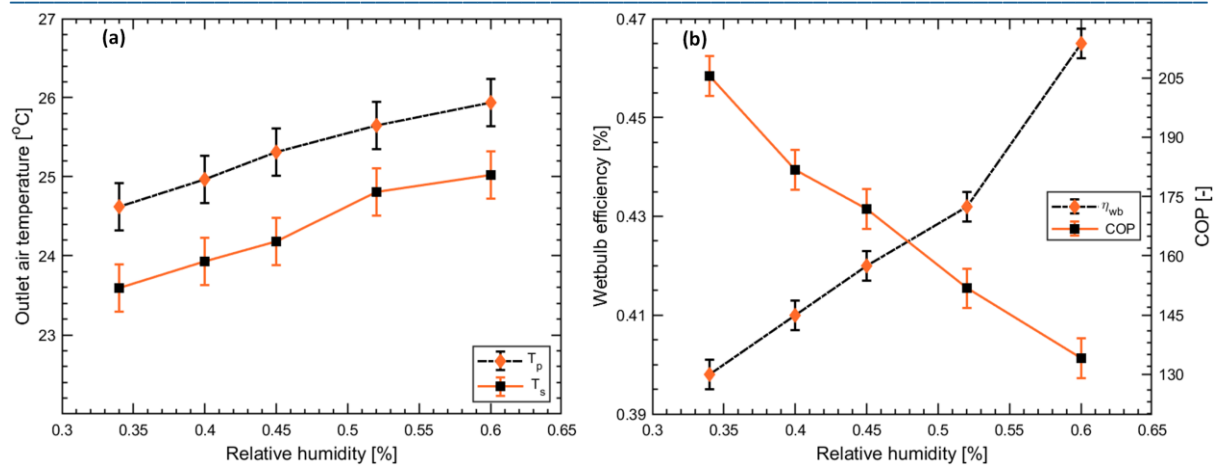 (a)
Outlet air temperature [°C]
26
25
24
23
T_p
T_s
0.3 0.35 0.4 0.45 0.5 0.55 0.6 0.65
Relative humidity [%]
(b)
Wetbulb efficiency [%]
0.47
0.45
0.43
0.41
0.39
η_wb
COP
205
190
175
160
145
130
COP [-]
0.3 0.35 0.4 0.45 0.5 0.55 0.6 0.65
Relative humidity [%]